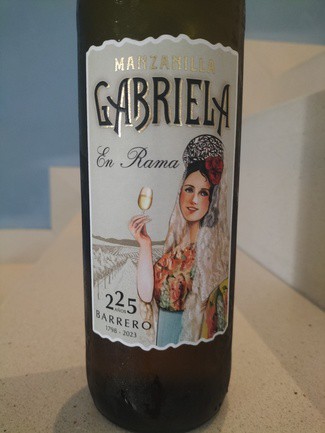 MANZANILLA
GABRIELA
En Rama
225
AÑOS
BARRERO
1798 - 2023